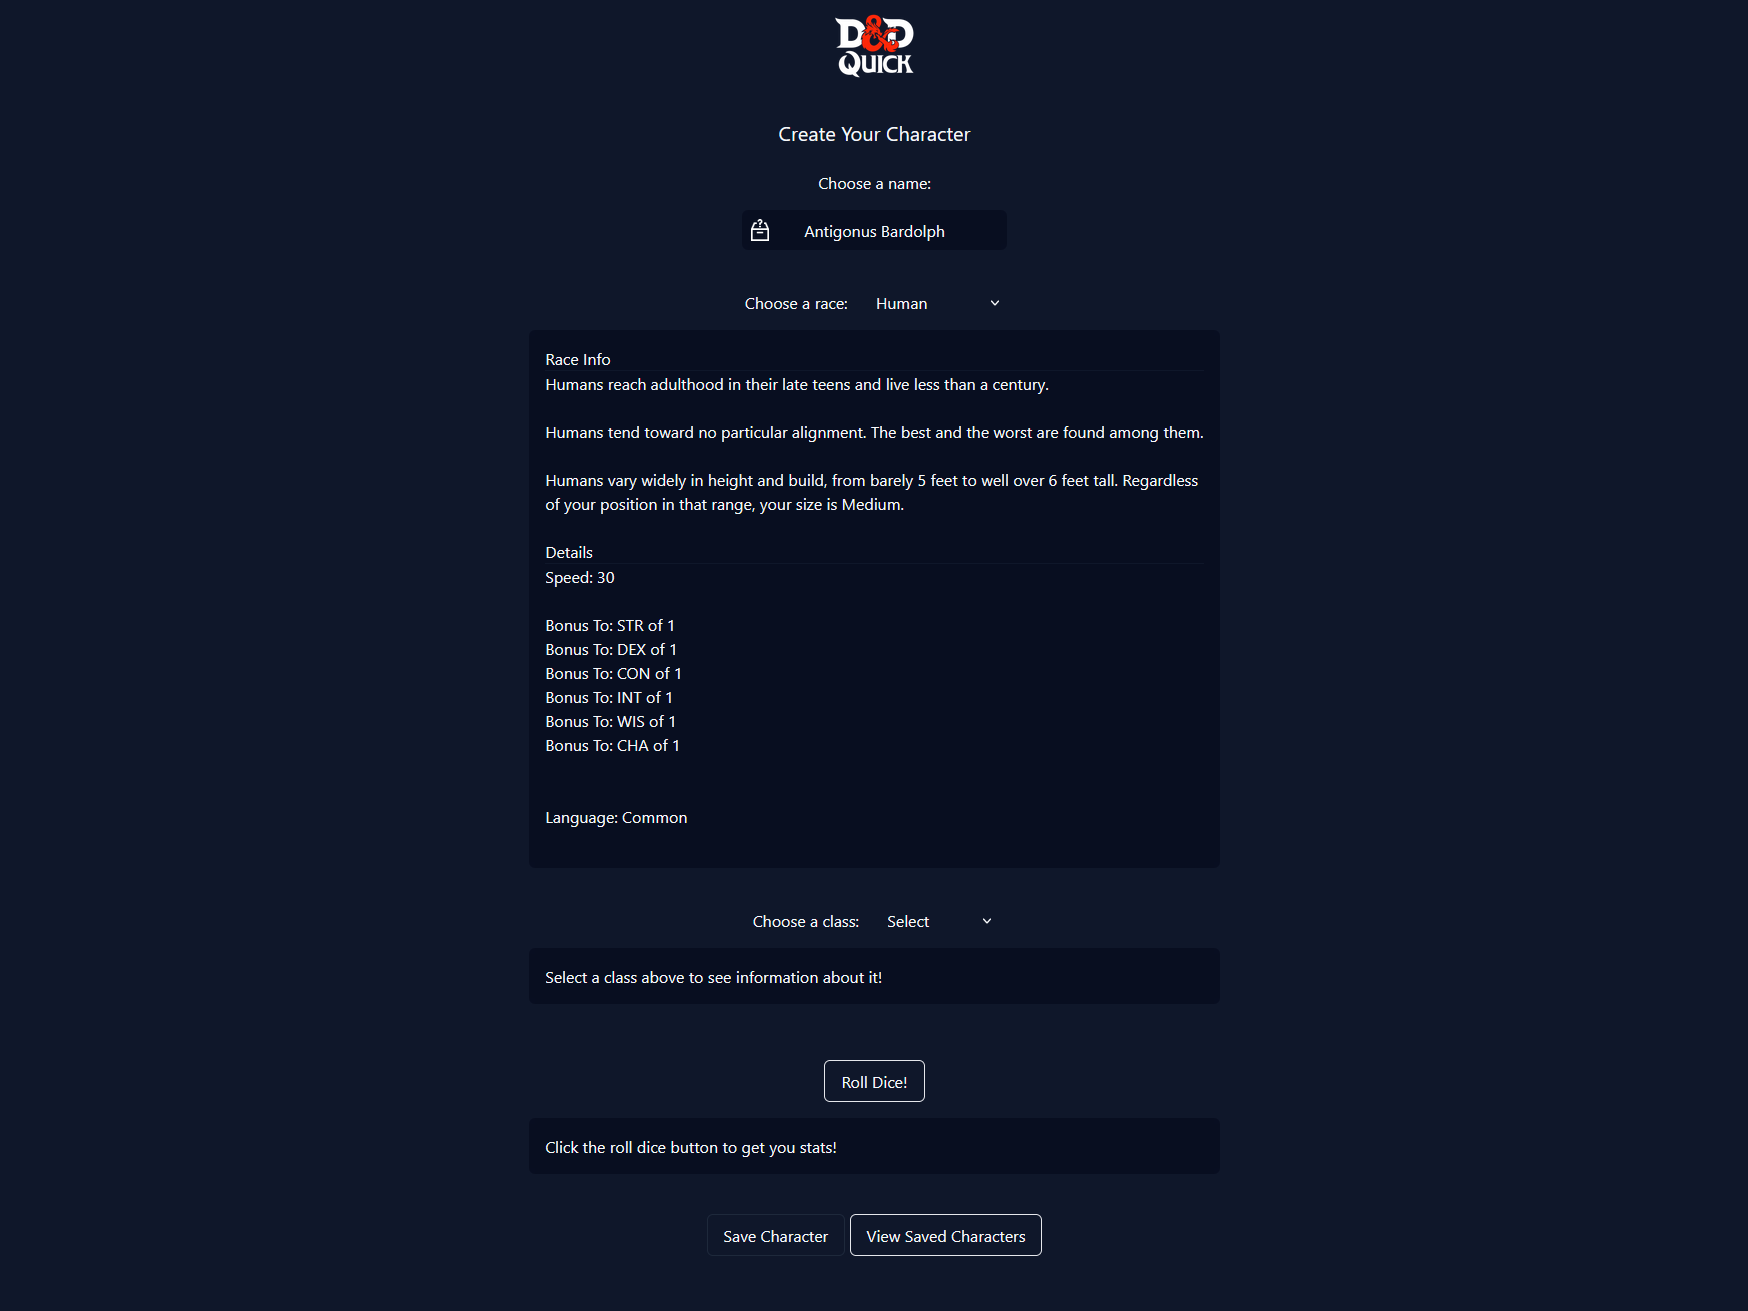 D&D
QUICK
Create Your Character
Choose a name:
Antigonus Bardolph
Choose a race: Human
Race Info
Humans reach adulthood in their late teens and live less than a century.
Humans tend toward no particular alignment. The best and the worst are found among them.
Humans vary widely in height and build, from barely 5 feet to well over 6 feet tall. Regardless
of your position in that range, your size is Medium.
Details
Speed: 30
Bonus To: STR of 1
Bonus To: DEX of 1
Bonus To: CON of 1
Bonus To: INT of 1
Bonus To: WIS of 1
Bonus To: CHA of 1
Language: Common
Choose a class: Select
Select a class above to see information about it!
Roll Dice!
Click the roll dice button to get you stats!
Save Character View Saved Characters